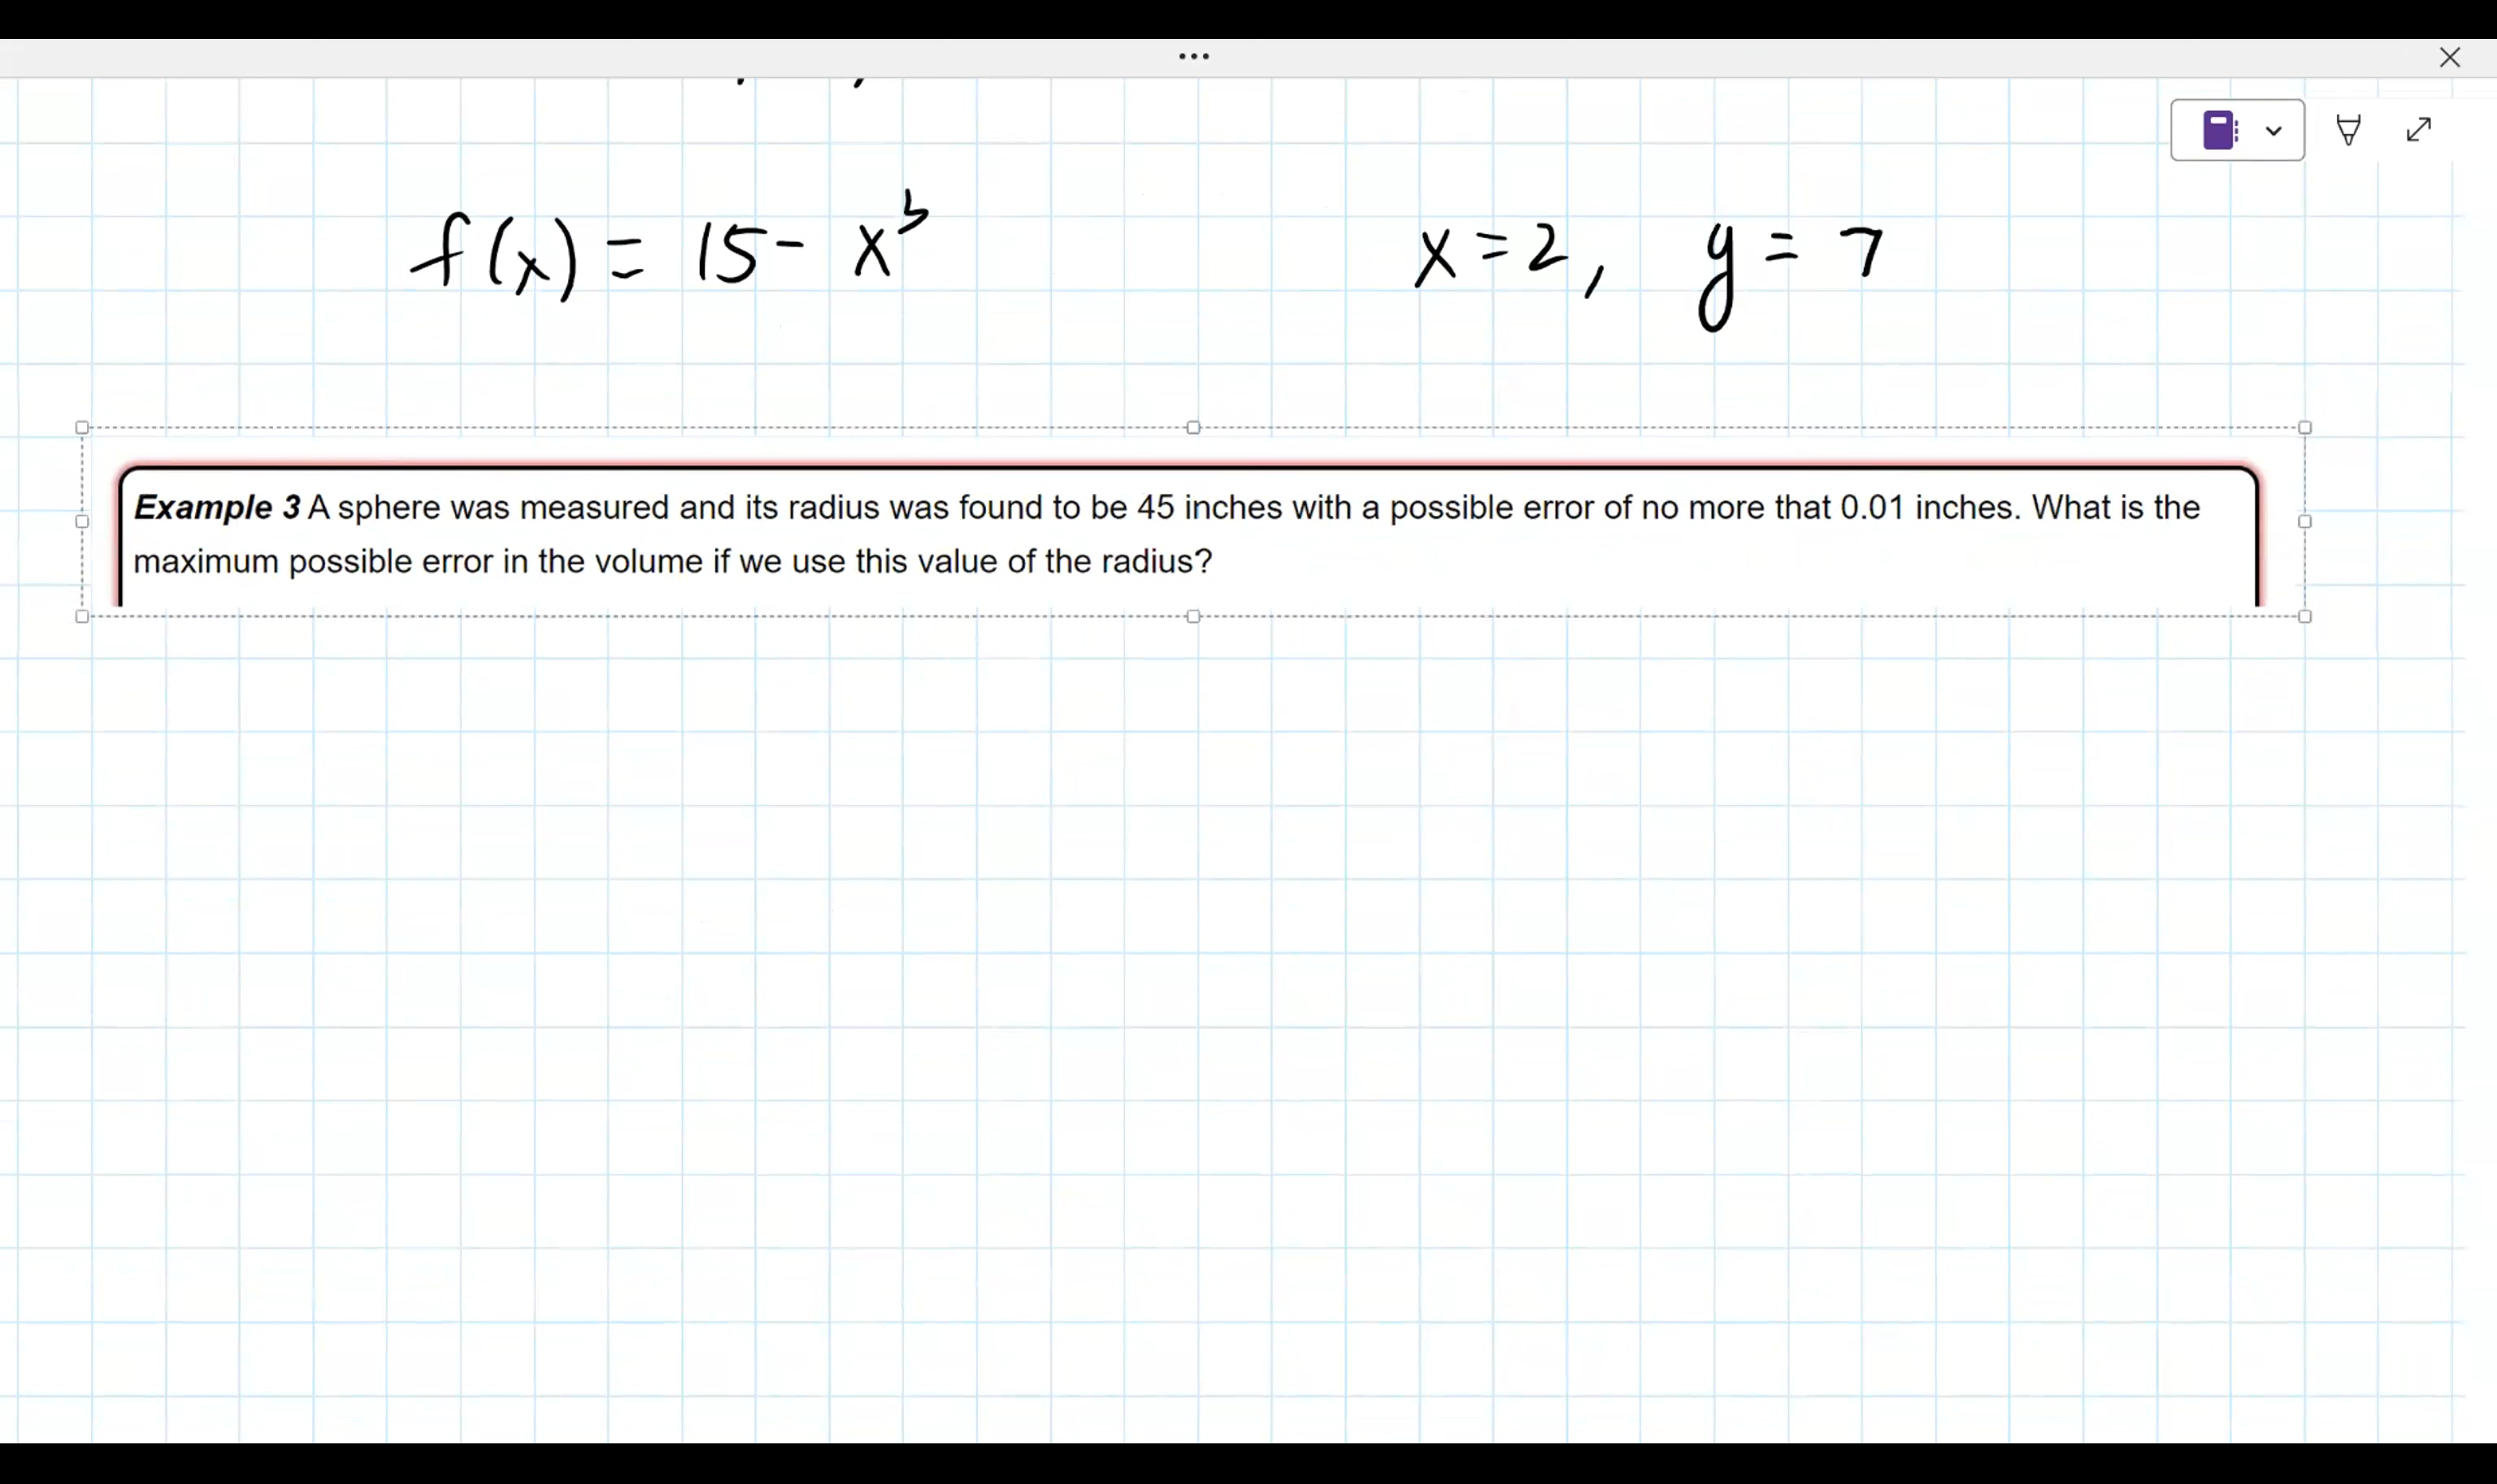 f(x) = 15 - x³ x = 2, y = 7
Example 3 A sphere was measured and its radius was found to be 45 inches with a possible error of no more that 0.01 inches. What is the
maximum possible error in the volume if we use this value of the radius?